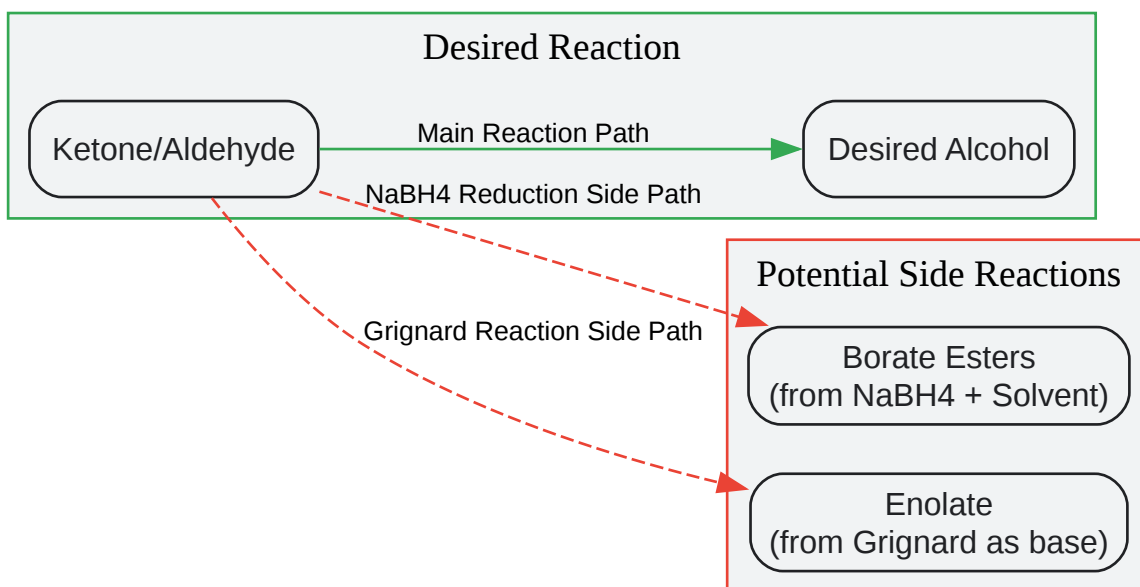 Desired Reaction
Ketone/Aldehyde
Main Reaction Path
Desired Alcohol
NaBH4 Reduction Side Path
Potential Side Reactions
Grignard Reaction Side Path
Borate Esters
(from NaBH4 + Solvent)
Enolate
(from Grignard as base)